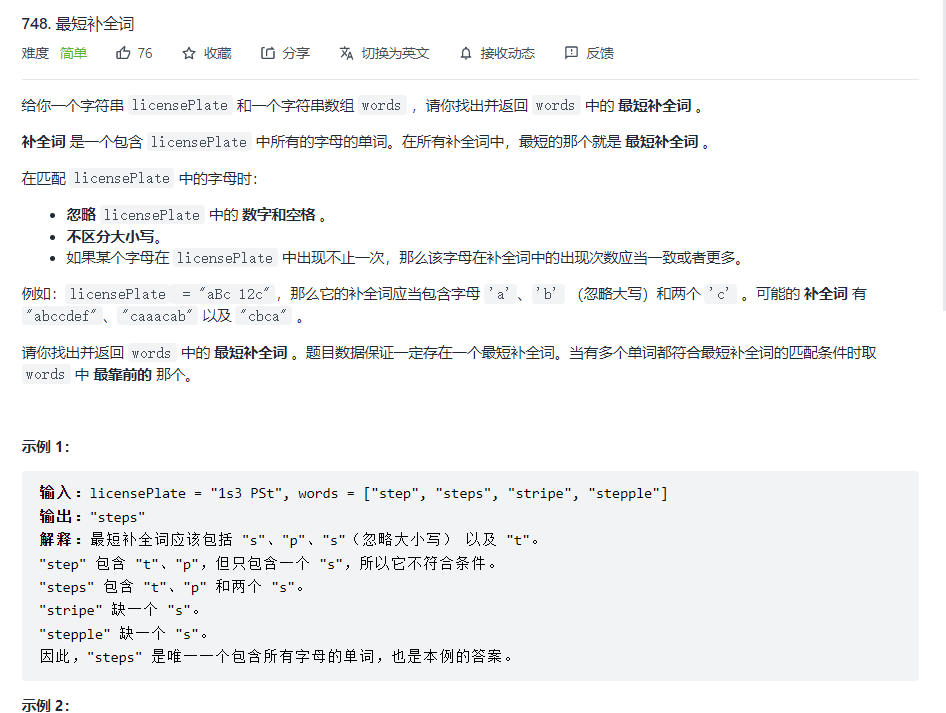 748. 最短补全词
难度 简单 76 收藏 分享 切换为英文 接收动态 反馈
给你一个字符串 licensePlate 和一个字符串数组 words ，请你找出并返回 words 中的 最短补全词 。
补全词 是一个包含 licensePlate 中所有的字母的单词。在所有补全词中，最短的那个就是 最短补全词 。
在匹配 licensePlate 中的字母时：
• 忽略 licensePlate 中的 数字和空格 。
• 不区分大小写。
• 如果某个字母在 licensePlate 中出现不止一次，那么该字母在补全词中的出现次数应当一致或者更多。
例如：licensePlate = "aBc 12c"，那么它的补全词应当包含字母 'a'、'b' （忽略大写）和两个 'c' 。可能的 补全词 有
"abccdef"、"caaacab" 以及 "cbca" 。
请你找出并返回 words 中的 最短补全词 。题目数据保证一定存在一个最短补全词。当有多个单词都符合最短补全词的匹配条件时取
words 中 最靠前的 那个。
示例 1：
输入：licensePlate = "1s3 PSt", words = ["step", "steps", "stripe", "stepple"]
输出："steps"
解释：最短补全词应该包括 "s"、"p"、"s"（忽略大小写） 以及 "t"。
"step" 包含 "t"、"p"，但只包含一个 "s"，所以它不符合条件。
"steps" 包含 "t"、"p" 和两个 "s"。
"stripe" 缺一个 "s"。
"stepple" 缺一个 "s"。
因此，"steps" 是唯一一个包含所有字母的单词，也是本例的答案。
示例 2：